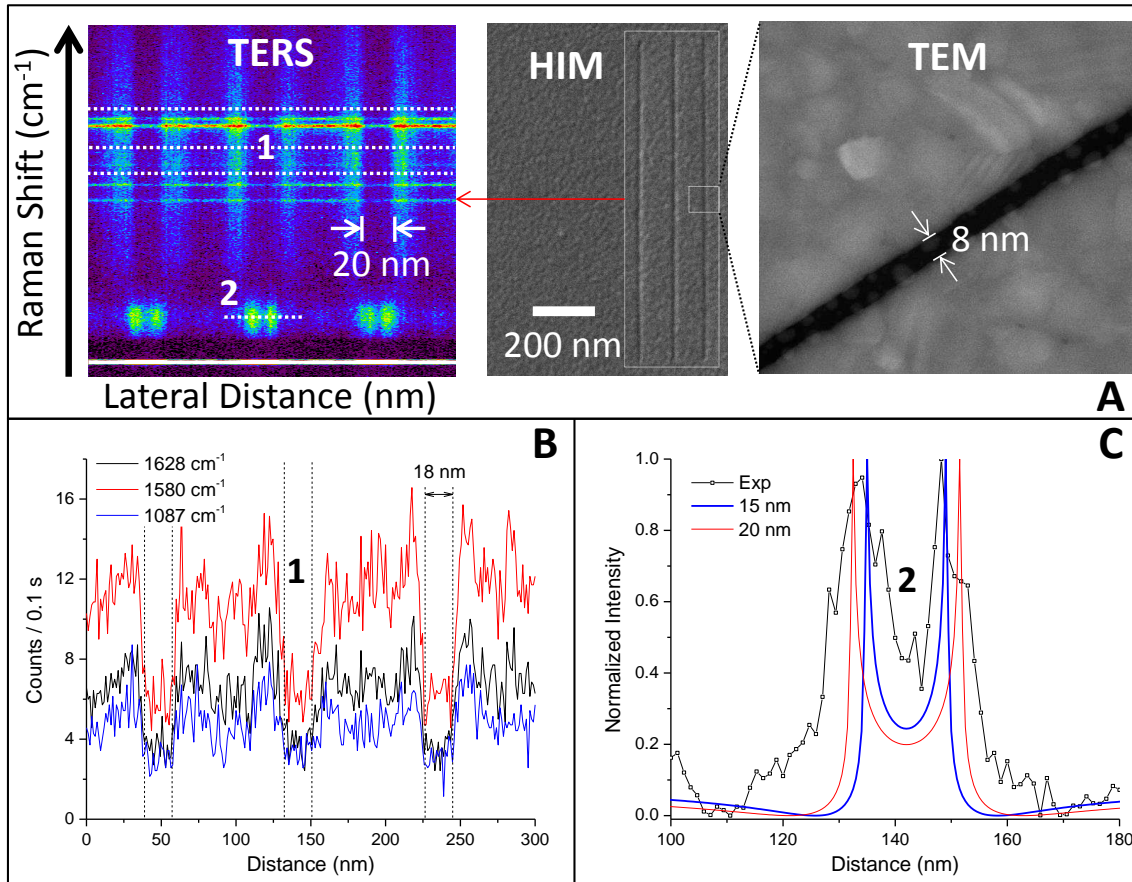 TERS
HIM
TEM
Raman Shift (cm-1)
1
20 nm
2
200 nm
8 nm
Lateral Distance (nm)
A
B
1628 cm-1
1580 cm-1
1087 cm-1
18 nm
1
16
12
8
4
0
Counts / 0.1 s
0 50 100 150 200 250 300
Distance (nm)
C
Exp
15 nm
20 nm
2
1.0
0.8
0.6
0.4
0.2
0.0
Normalized Intensity
100 120 140 160 180
Distance (nm)